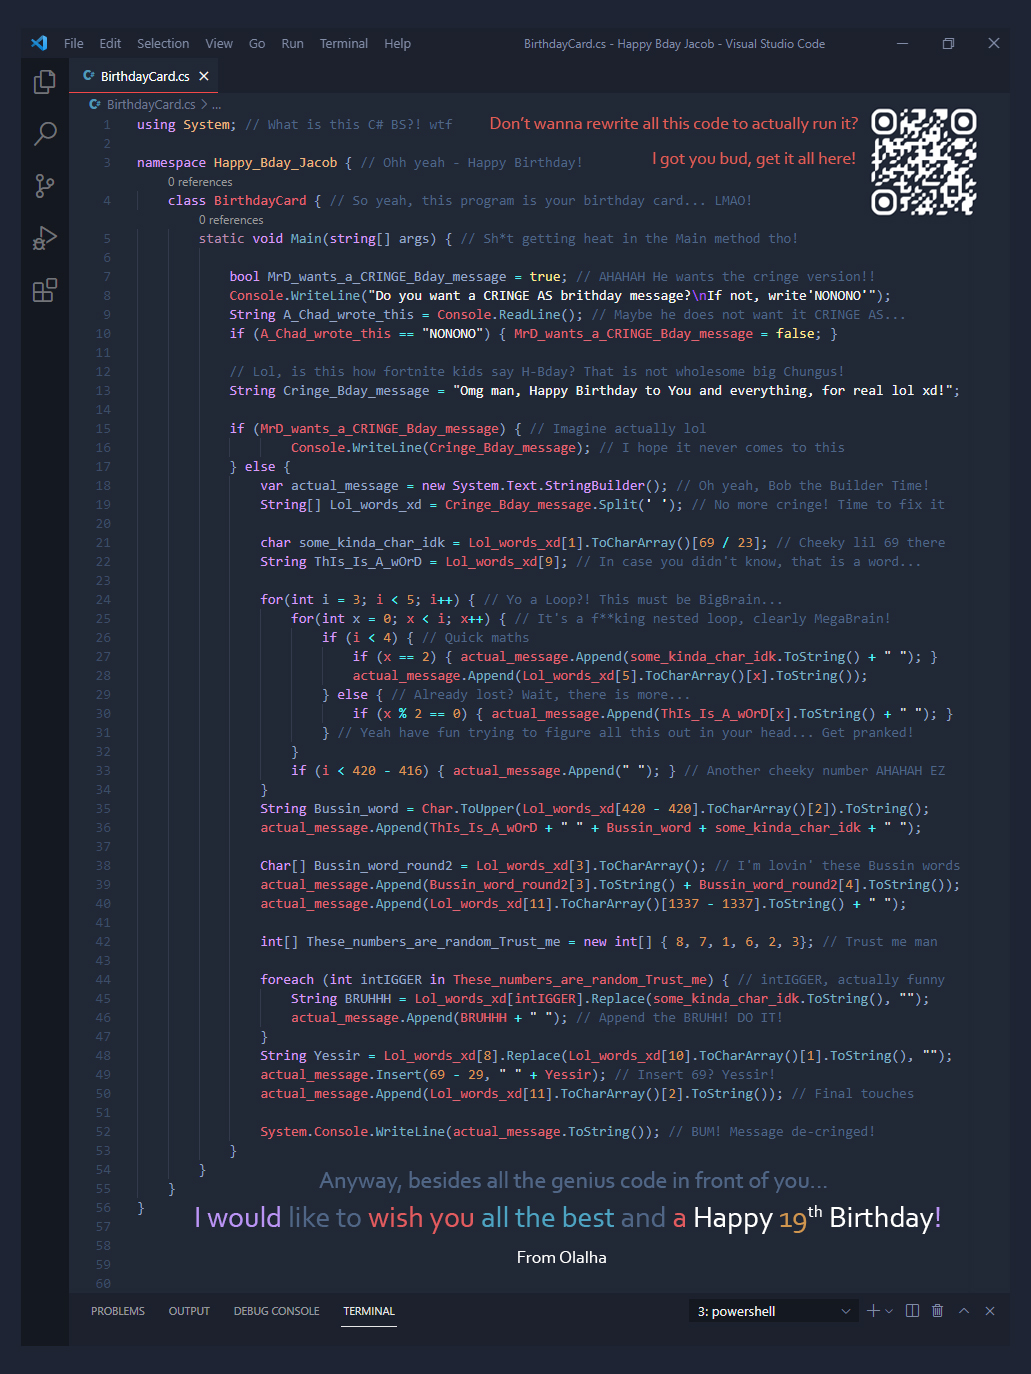 File Edit Selection View Go Run Terminal Help BirthdayCard.cs - Happy Bday Jacob - Visual Studio Code
BirthdayCard.cs
BirthdayCard.cs > ...
Don't wanna rewrite all this code to actually run it?
I got you bud, get it all here!
1 using System; // What is this C# BS?! wtf
2
3 namespace Happy_Bday_Jacob { // Ohh yeah - Happy Birthday!
0 references
4 class BirthdayCard { // So yeah, this program is your birthday card... LMAO!
0 references
5 static void Main(string[] args) { // Sh*t getting heat in the Main method tho!
6
7 bool MrD_wants_a_CRINGE_Bday_message = true; // AHAHAH He wants the cringe version!!
8 Console.WriteLine("Do you want a CRINGE AS brithday message?\nIf not, write'NONONO'");
9 String A_Chad_wrote_this = Console.ReadLine(); // Maybe he does not want it CRINGE AS...
10 if (A_Chad_wrote_this == "NONONO") { MrD_wants_a_CRINGE_Bday_message = false; }
11
12 // Lol, is this how fortnite kids say H-Bday? That is not wholesome big Chungus!
13 String Cringe_Bday_message = "Omg man, Happy Birthday to You and everything, for real lol xd!";
14
15 if (MrD_wants_a_CRINGE_Bday_message) { // Imagine actually lol
16 Console.WriteLine(Cringe_Bday_message); // I hope it never comes to this
17 } else {
18 var actual_message = new System.Text.StringBuilder(); // Oh yeah, Bob the Builder Time!
19 String[] Lol_words_xd = Cringe_Bday_message.Split(' '); // No more cringe! Time to fix it
20
21 char some_kinda_char_idk = Lol_words_xd[1].ToCharArray()[69 / 23]; // Cheeky lil 69 there
22 String ThIs_Is_A_wOrD = Lol_words_xd[9]; // In case you didn't know, that is a word...
23
24 for(int i = 3; i < 5; i++) { // Yo a Loop?! This must be BigBrain...
25 for(int x = 0; x < i; x++) { // It's a f**king nested loop, clearly MegaBrain!
26 if (i < 4) { // Quick maths
27 if (x == 2) { actual_message.Append(some_kinda_char_idk.ToString() + " "); }
28 actual_message.Append(Lol_words_xd[5].ToCharArray()[x].ToString());
29 } else { // Already lost? Wait, there is more...
30 if (x % 2 == 0) { actual_message.Append(ThIs_Is_A_wOrD[x].ToString() + " "); }
31 } // Yeah have fun trying to figure all this out in your head... Get pranked!
32 }
33 if (i < 420 - 416) { actual_message.Append(" "); } // Another cheeky number AHAHAH EZ
34 }
35 String Bussin_word = Char.ToUpper(Lol_words_xd[420 - 420].ToCharArray()[2]).ToString();
36 actual_message.Append(ThIs_Is_A_wOrD + " " + Bussin_word + some_kinda_char_idk + " ");
37
38 Char[] Bussin_word_round2 = Lol_words_xd[3].ToCharArray(); // I'm lovin' these Bussin words
39 actual_message.Append(Bussin_word_round2[3].ToString() + Bussin_word_round2[4].ToString());
40 actual_message.Append(Lol_words_xd[11].ToCharArray()[1337 - 1337].ToString() + " ");
41
42 int[] These_numbers_are_random_Trust_me = new int[] { 8, 7, 1, 6, 2, 3}; // Trust me man
43
44 foreach (int intIGGER in These_numbers_are_random_Trust_me) { // intIGGER, actually funny
45 String BRUHHH = Lol_words_xd[intIGGER].Replace(some_kinda_char_idk.ToString(), "");
46 actual_message.Append(BRUHHH + " "); // Append the BRUHH! DO IT!
47 }
48 String Yessir = Lol_words_xd[8].Replace(Lol_words_xd[10].ToCharArray()[1].ToString(), "");
49 actual_message.Insert(69 - 29, " " + Yessir); // Insert 69? Yessir!
50 actual_message.Append(Lol_words_xd[11].ToCharArray()[2].ToString()); // Final touches
51
52 System.Console.WriteLine(actual_message.ToString()); // BUM! Message de-cringed!
53 }
54 }
55 }
56 }
57
58
59
60
Anyway, besides all the genius code in front of you...
I would like to wish you all the best and a Happy 19th Birthday!
From Olalha
PROBLEMS OUTPUT DEBUG CONSOLE TERMINAL 3: powershell